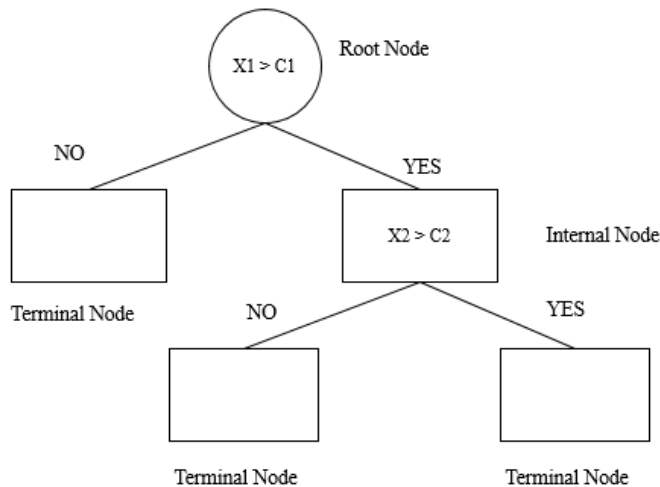 Root Node
X1 > C1
NO
YES
X2 > C2
Internal Node
Terminal Node
NO
YES
Terminal Node
Terminal Node